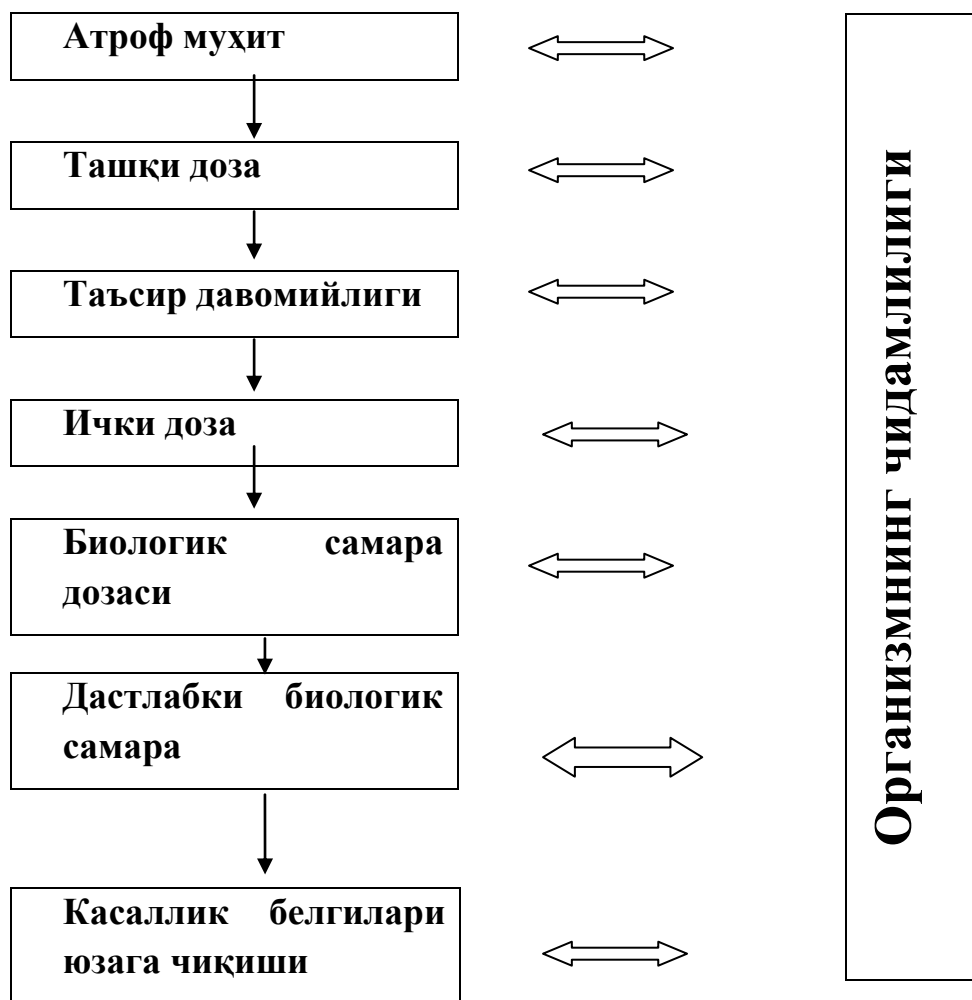 Атроф муҳит
Ташқи доза
Таъсир давомийлиги
Ички доза
Биологик самара
дозаси
Дастлабки биологик
самара
Касаллик белгилари
юзага чиқиши
Организмнинг чидамлилиги